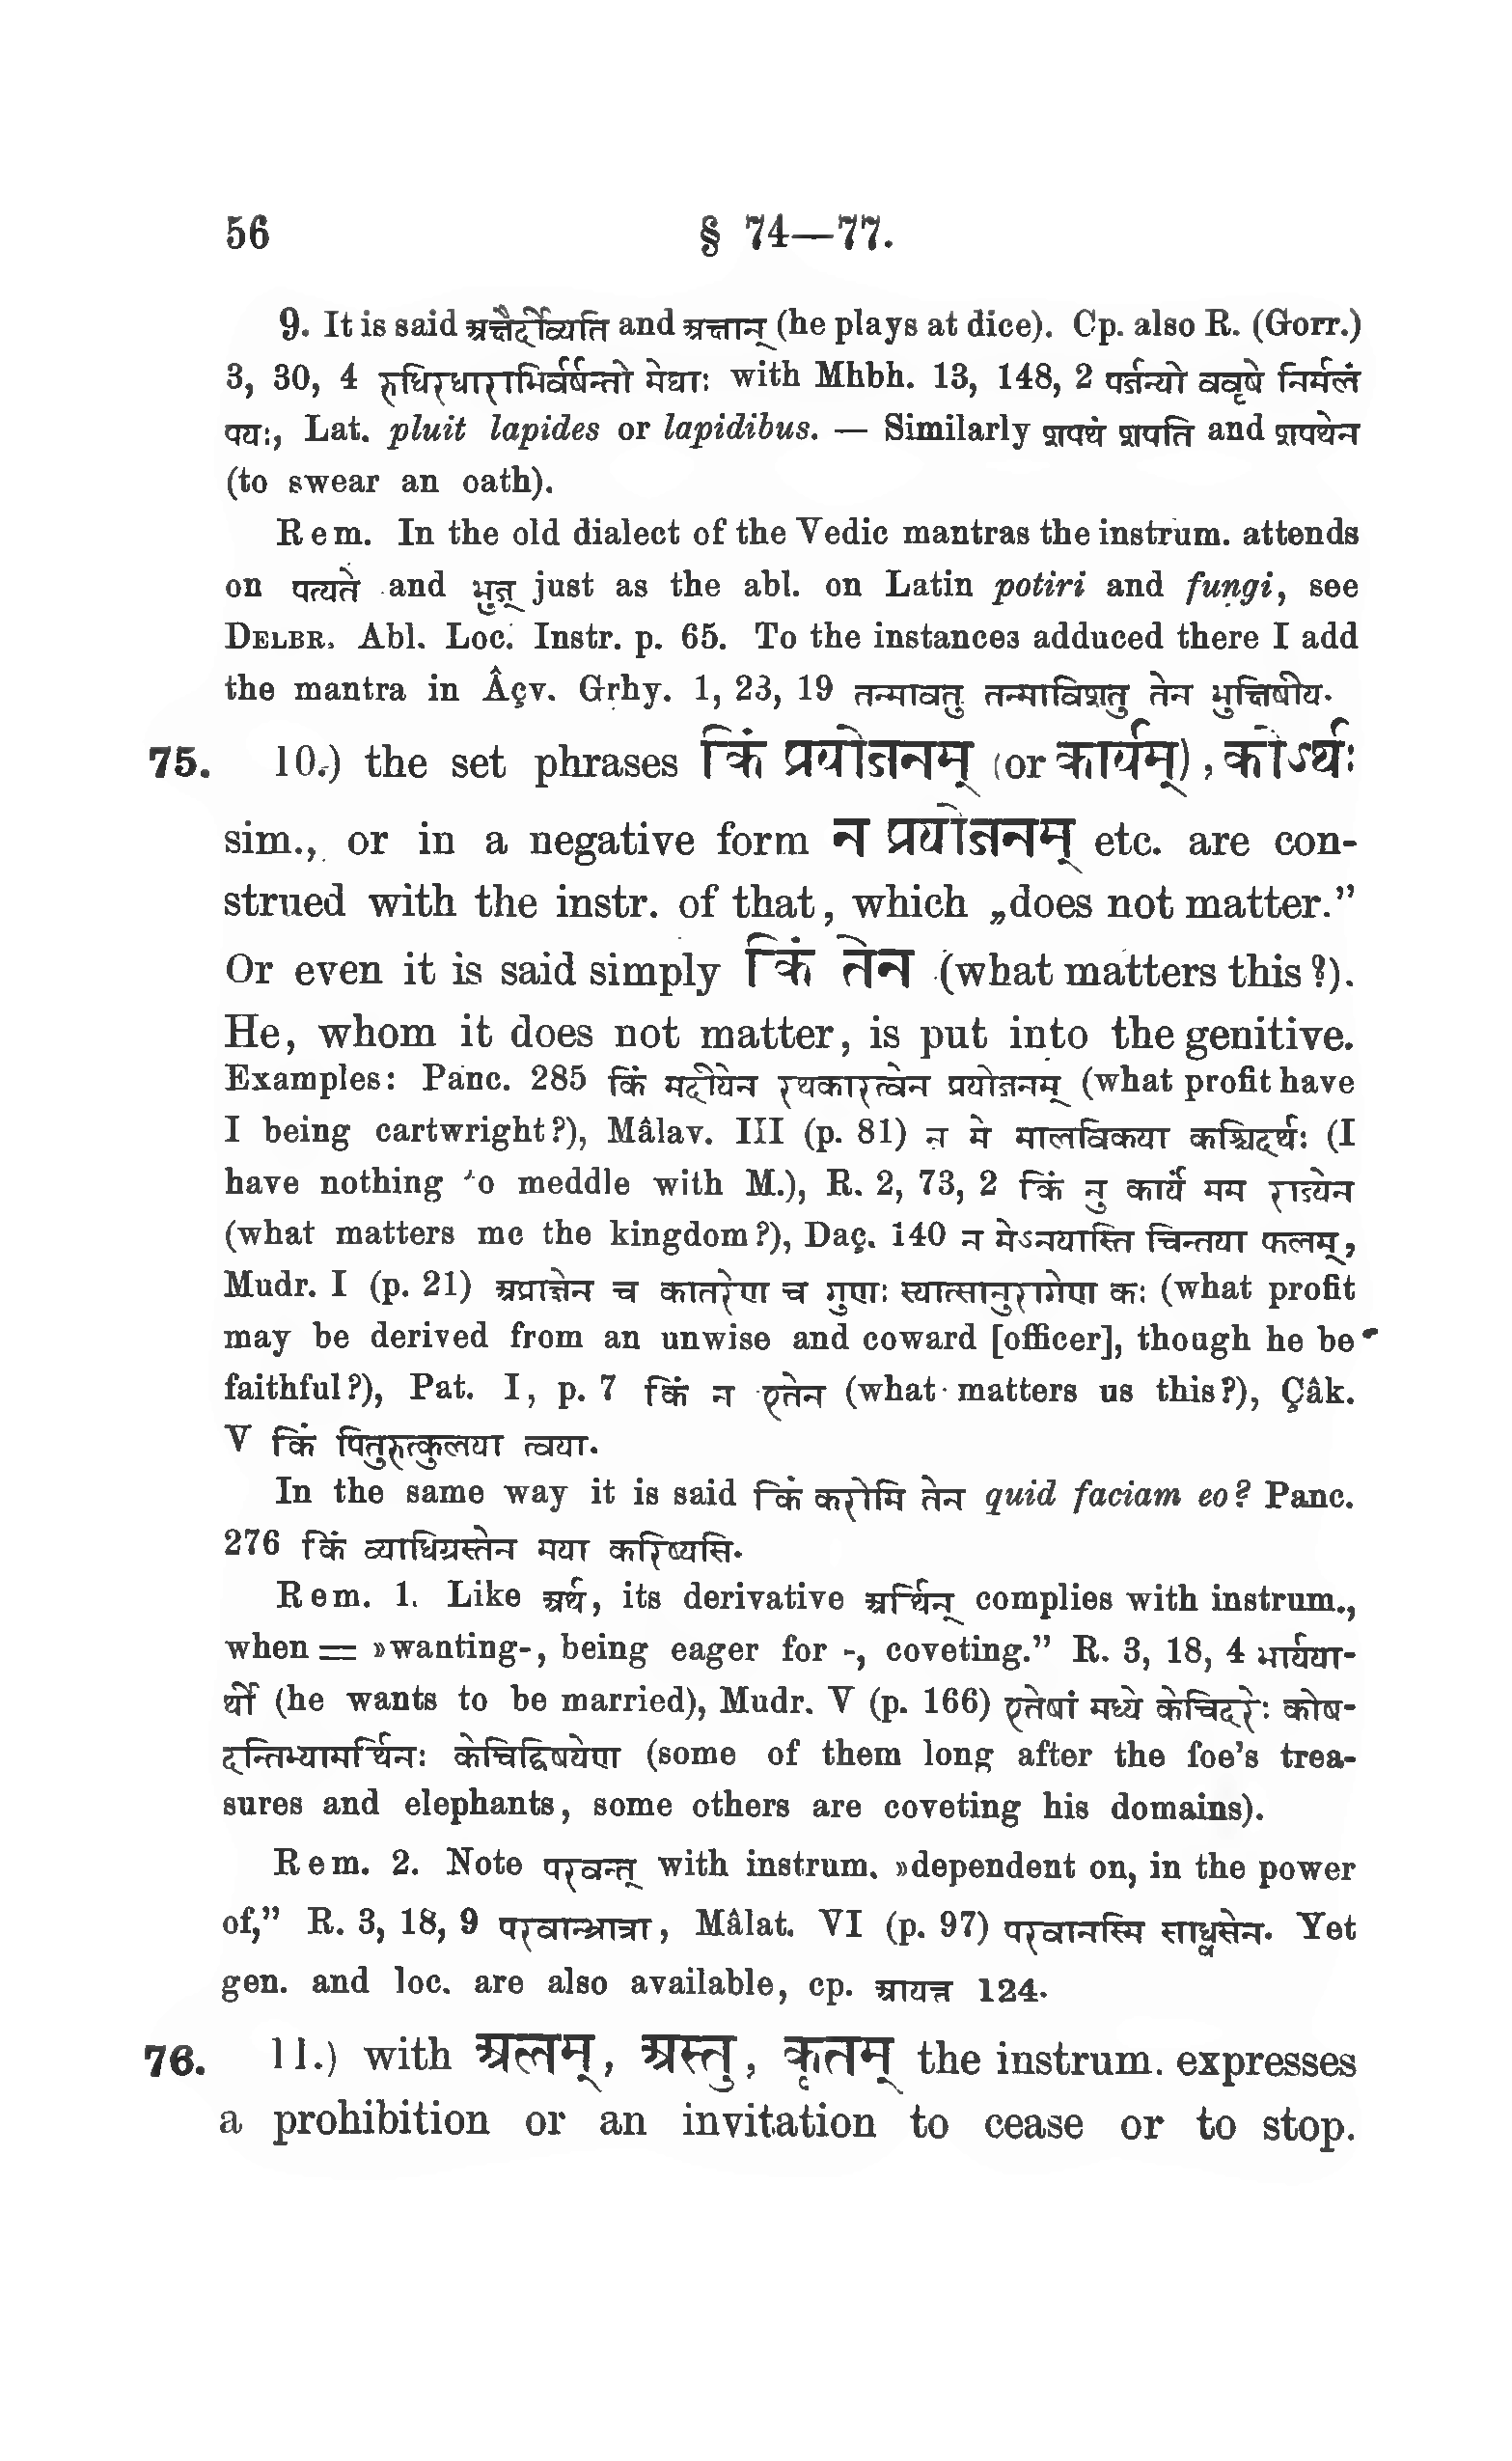 56 § 74—77.
9. It is said अक्षैर्दीव्यति and अक्षान् (he plays at dice). Cp. also R. (Gorr.)
3, 30, 4 रुधिरधाराभिर्वर्षन्तो मेघाः with Mhbh. 13, 148, 2 पर्जन्यो ववृषे निर्मलं
पयः, Lat. pluit lapides or lapidibus. — Similarly शपथं शपति and शपथेन
(to swear an oath).
Rem. In the old dialect of the Vedic mantras the instrum. attends
on पत्यते and भुज् just as the abl. on Latin potiri and fungi, see
DELBR. Abl. Loc. Instr. p. 65. To the instances adduced there I add
the mantra in Âçv. Gṛhy. 1, 23, 19 तन्मावतु तन्माविशतु तेन भुक्षिषीय.
75. 10.) the set phrases किं प्रयोजनम् (or कार्यम्), कोऽर्थः
sim., or in a negative form न प्रयोजनम् etc. are con-
strued with the instr. of that, which „does not matter.”
Or even it is said simply किं तेन (what matters this?).
He, whom it does not matter, is put into the genitive.
Examples: Panc. 285 किं मदीयेन रथकारत्वेन प्रयोजनम् (what profit have
I being cartwright?), Mâlav. III (p. 81) न मे मालविकया कश्चिदर्थः (I
have nothing to meddle with M.), R. 2, 73, 2 किं नु कार्यं मम राज्येन
(what matters me the kingdom?), Daç. 140 न मेऽनयास्ति चिन्तया फलम्,
Mudr. I (p. 21) अप्राज्ञेन च कातरेण च गुणः स्यात्सानुरागेण कः (what profit
may be derived from an unwise and coward [officer], though he be
faithful?), Pat. I, p. 7 किं न एतेन (what matters us this?), Çâk.
V किं पितुरुत्कुलया त्वया.
In the same way it is said किं करोमि तेन quid faciam eo? Panc.
276 किं व्याधिग्रस्तेन मया करिष्यसि.
Rem. 1. Like अर्थ, its derivative अर्थिन् complies with instrum.,
when = »wanting-, being eager for -, coveting.” R. 3, 18, 4 भार्यया-
र्थी (he wants to be married), Mudr. V (p. 166) एतेषां मध्ये केचिदरेः कोष-
दन्तिभ्यामर्थिनः केचिद्विषयेण (some of them long after the foe’s trea-
sures and elephants, some others are coveting his domains).
Rem. 2. Note परवन्त् with instrum. »dependent on, in the power
of,” R. 3, 18, 9 परवान्भ्रात्रा, Mâlat. VI (p. 97) परवानस्मि साध्वसेन. Yet
gen. and loc. are also available, cp. आयत्त 124.
76. 11.) with अलम्, अस्तु, कृतम् the instrum. expresses
a prohibition or an invitation to cease or to stop.